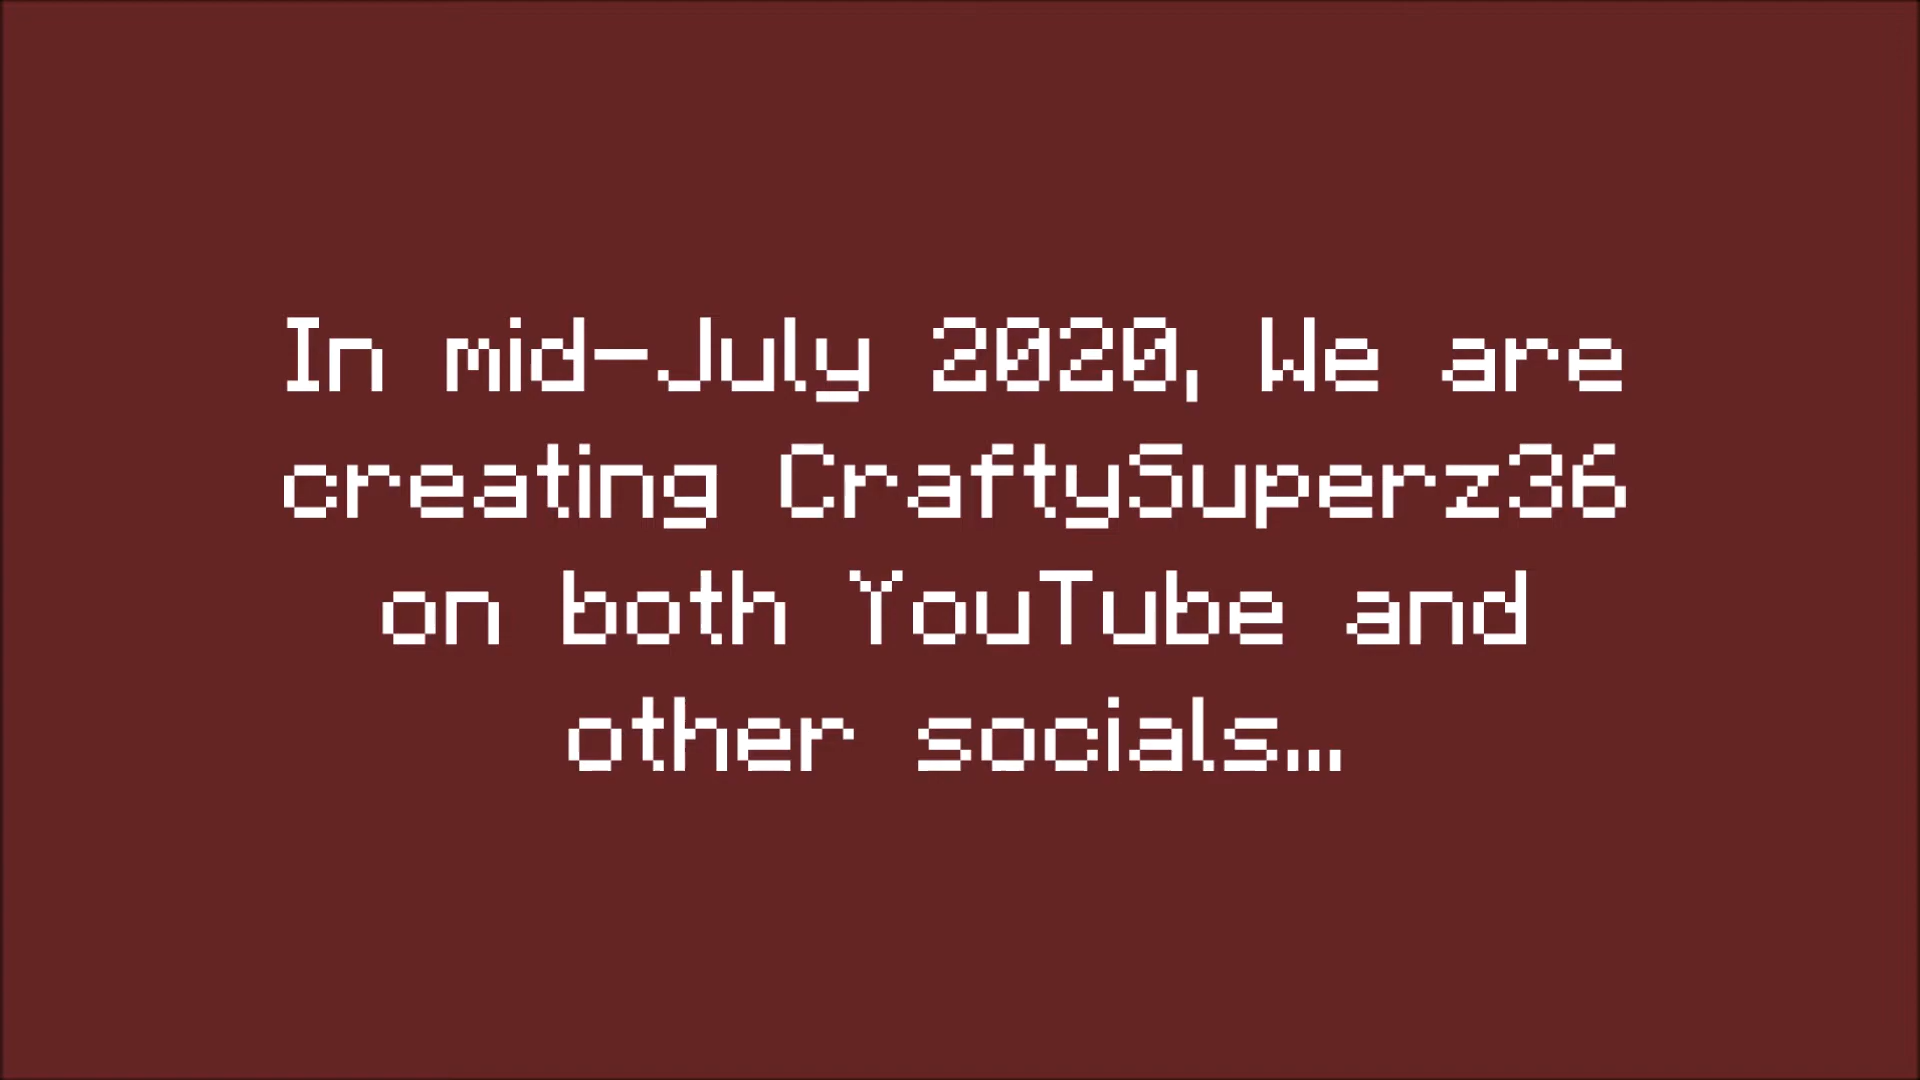 In mid-July 2020, We are
creating CraftySuperz36
on both YouTube and
other socials...